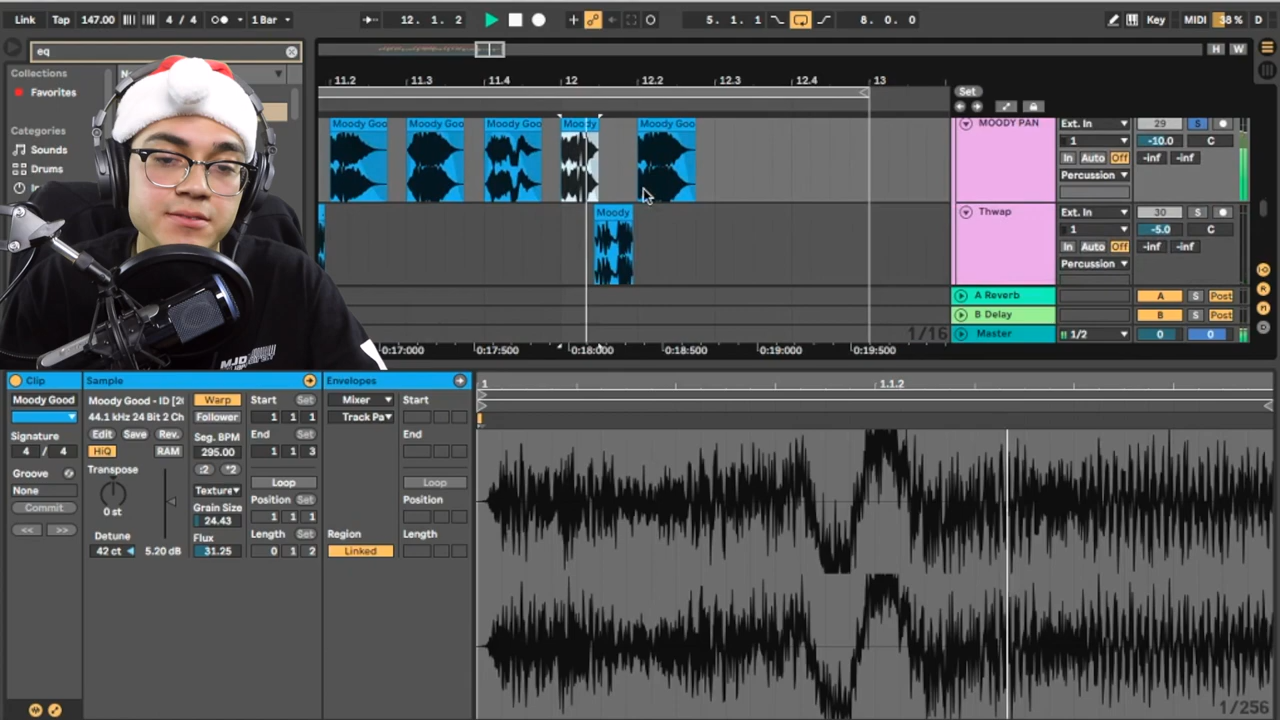 Link Tap 147.00 4 / 4 1 Bar 12. 1. 2 5. 1. 1 8. 0. 0 Key MIDI 38 % D
eq
H W
Collections
Favorites
Categories
Sounds
Drums
11.2 11.3 11.4 12 12.2 12.3 12.4 13
Set
Moody Goo Moody Goo Moody Goo Moody Moody Goo
MOODY PAN Ext. In 29 S
1 -10.0 C
In Auto Off -inf -inf
Percussion
Moody
Thwap Ext. In 30 S
1 -5.0 C
In Auto Off -inf -inf
Percussion
A Reverb A S Post
B Delay B S Post
1/16
Master 1/2 0 0
0:17:000 0:17:500 0:18:000 0:18:500 0:19:000 0:19:500
Clip Sample Envelopes
Moody Good
Signature
4 / 4
Groove
None
Commit
<< >>
Moody Good - ID [2(
44.1 kHz 24 Bit 2 Ch
Edit Save Rev.
HiQ RAM
Transpose
0 st
Detune
42 ct 5.20 dB
Warp
Follower
Seg. BPM
295.00
:2 *2
Texture
Grain Size
24.43
Flux
31.25
Start Set
1 1 1
End Set
1 1 3
Loop
Position Set
1 1 1
Length Set
0 1 2
Mixer
Track Pa
Region
Linked
Start
End
Loop
Position
Length
1 1.1.2
1/256